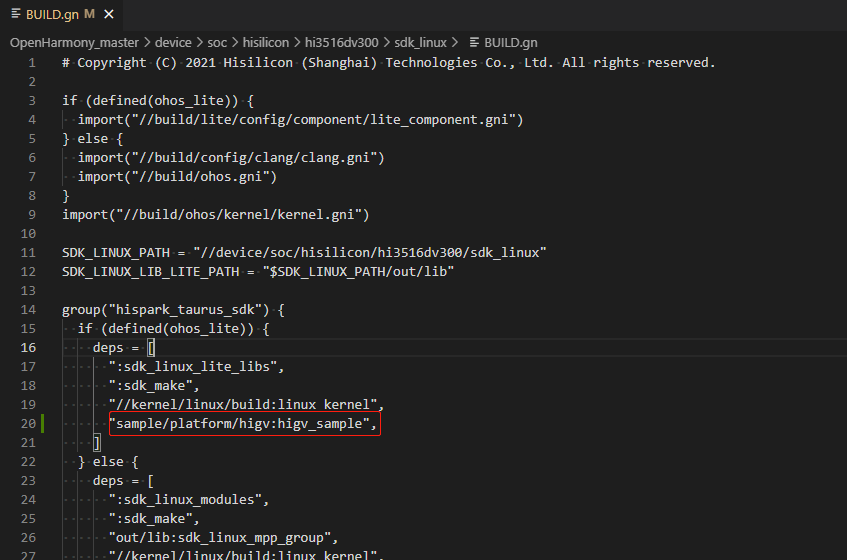 BUILD.gn M
OpenHarmony_master > device > soc > hisilicon > hi3516dv300 > sdk_linux > BUILD.gn
1 # Copyright (C) 2021 Hisilicon (Shanghai) Technologies Co., Ltd. All rights reserved.
2
3 if (defined(ohos_lite)) {
4   import("//build/lite/config/component/lite_component.gni")
5 } else {
6   import("//build/config/clang/clang.gni")
7   import("//build/ohos.gni")
8 }
9 import("//build/ohos/kernel/kernel.gni")
10
11 SDK_LINUX_PATH = "//device/soc/hisilicon/hi3516dv300/sdk_linux"
12 SDK_LINUX_LIB_LITE_PATH = "$SDK_LINUX_PATH/out/lib"
13
14 group("hispark_taurus_sdk") {
15   if (defined(ohos_lite)) {
16     deps = [
17       ":sdk_linux_lite_libs",
18       ":sdk_make",
19       "//kernel/linux/build:linux_kernel",
20       "sample/platform/higv:higv_sample",
21     ]
22   } else {
23     deps = [
24       ":sdk_linux_modules",
25       ":sdk_make",
26       "out/lib:sdk_linux_mpp_group",
27       "//kernel/linux/build:linux_kernel",